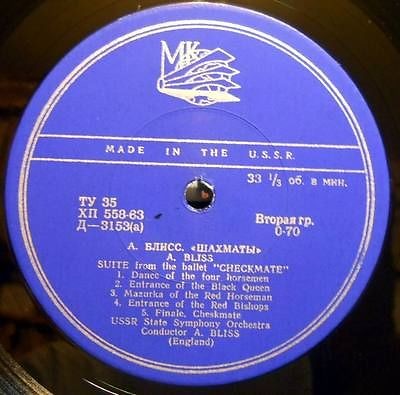 МК
MADE IN THE U.S.S.R.
33 1/3 об. в мин.
ТУ 35
ХП 558-63
Д—3153(а)
Вторая гр.
0·70
А. БЛИСС. «ШАХМАТЫ»
A. BLISS
SUITE from the ballet "CHECKMATE"
1. Dance of the four horsemen
2. Entrance of the Black Queen
3. Mazurka of the Red Horseman
4. Entrance of the Red Bishops
5. Finale, Checkmate
USSR State Symphony Orchestra
Conductor A. BLISS
(England)